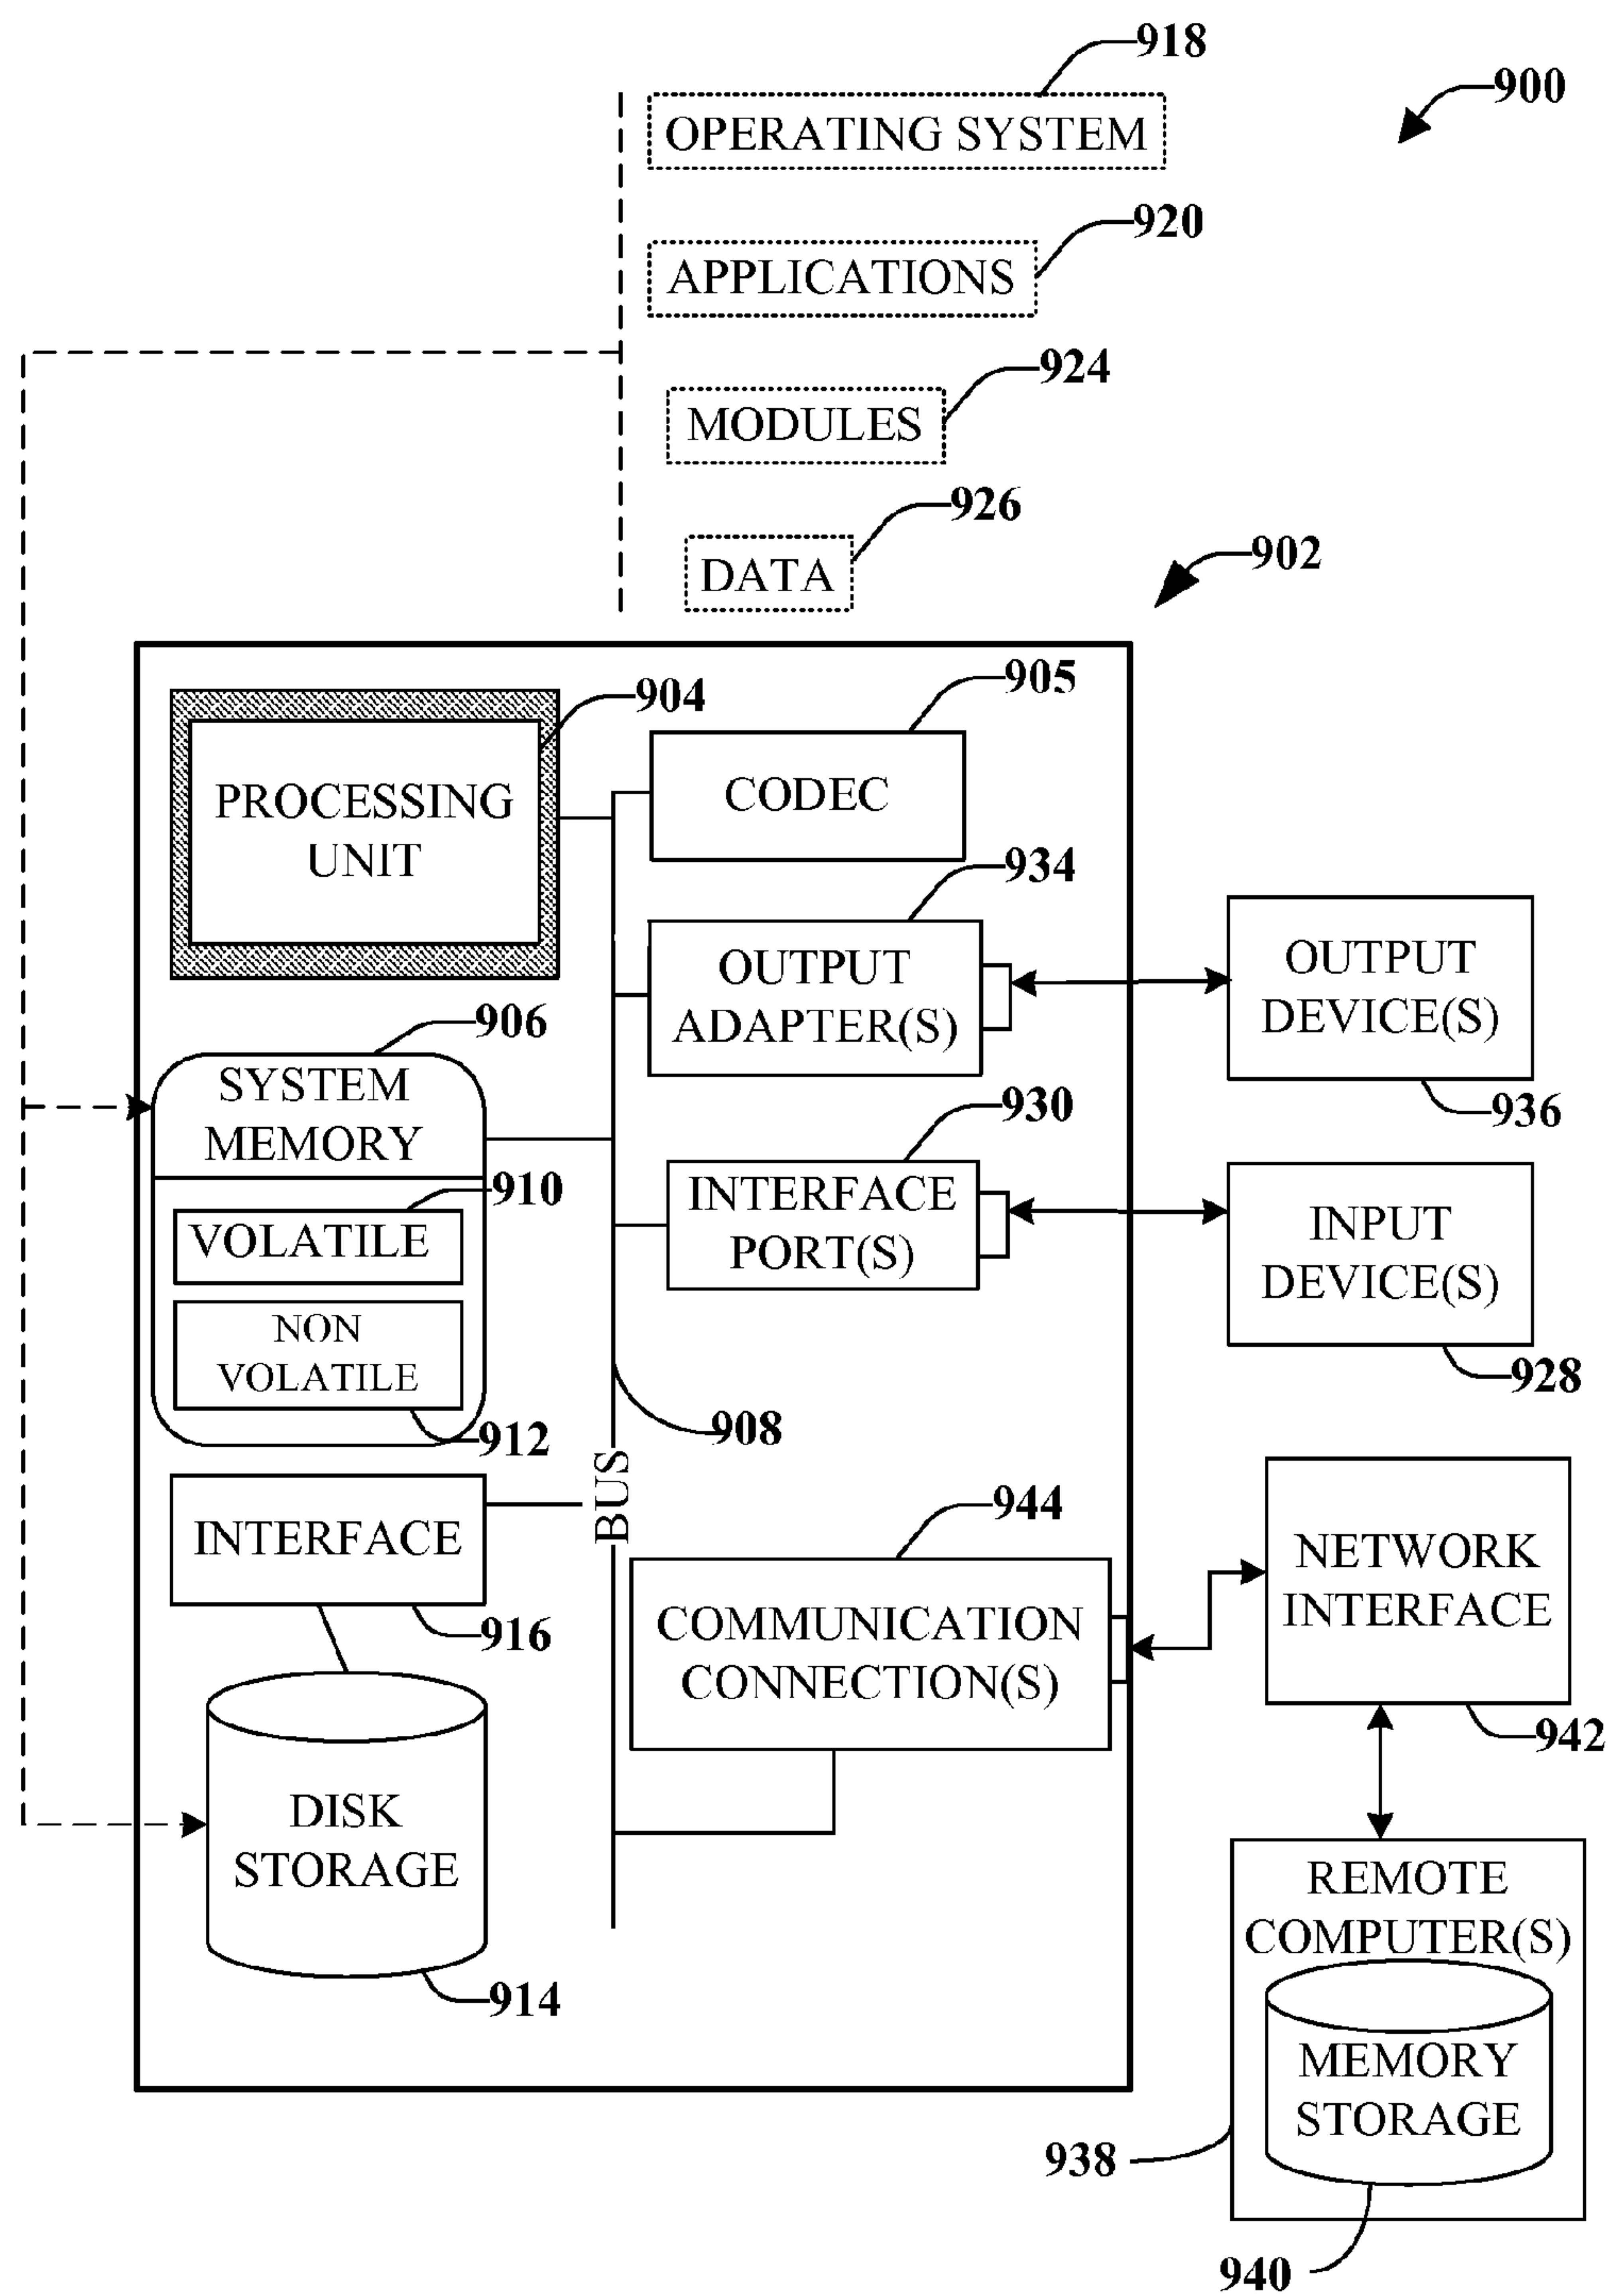 918
900
OPERATING SYSTEM
920
APPLICATIONS
924
MODULES
926
DATA
902
904
905
PROCESSING
UNIT
CODEC
934
OUTPUT
ADAPTER(S)
OUTPUT
DEVICE(S)
936
906
SYSTEM
MEMORY
930
910
INTERFACE
PORT(S)
INPUT
DEVICE(S)
928
VOLATILE
NON
VOLATILE
912
908
BUS
944
INTERFACE
916
COMMUNICATION
CONNECTION(S)
NETWORK
INTERFACE
942
DISK
STORAGE
914
REMOTE
COMPUTER(S)
MEMORY
STORAGE
938
940